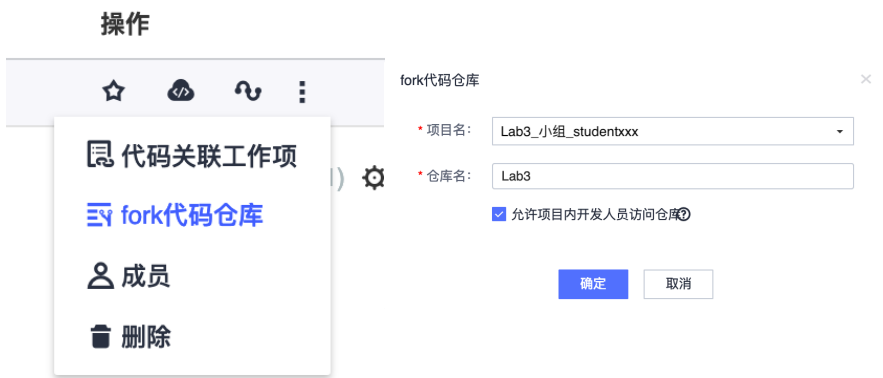 操作
代码关联工作项
)
fork代码仓库
成员
删除
fork代码仓库
* 项目名：
Lab3_小组_studentxxx
* 仓库名：
Lab3
允许项目内开发人员访问仓库
确定
取消